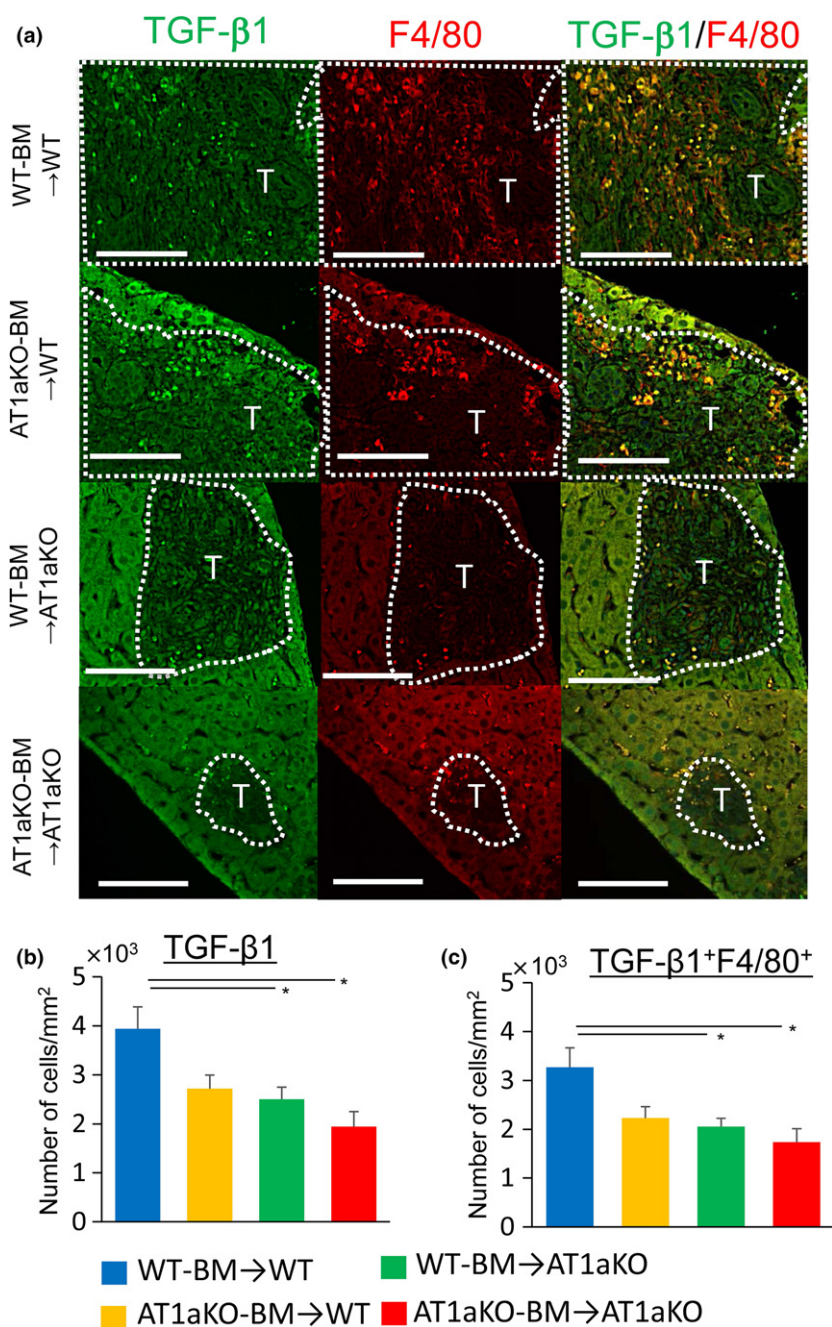 (a) TGF-β1 F4/80 TGF-β1/F4/80
WT-BM
→WT
T T T
AT1aKO-BM
→WT
T T T
WT-BM
→AT1aKO
T T T
AT1aKO-BM
→AT1aKO
T T T
(b) ×10³ TGF-β1
Number of cells/mm²
5
4
3
2
1
0
* *
(c) ×10³ TGF-β1⁺F4/80⁺
Number of cells/mm²
5
4
3
2
1
0
* *
WT-BM→WT
WT-BM→AT1aKO
AT1aKO-BM→WT
AT1aKO-BM→AT1aKO